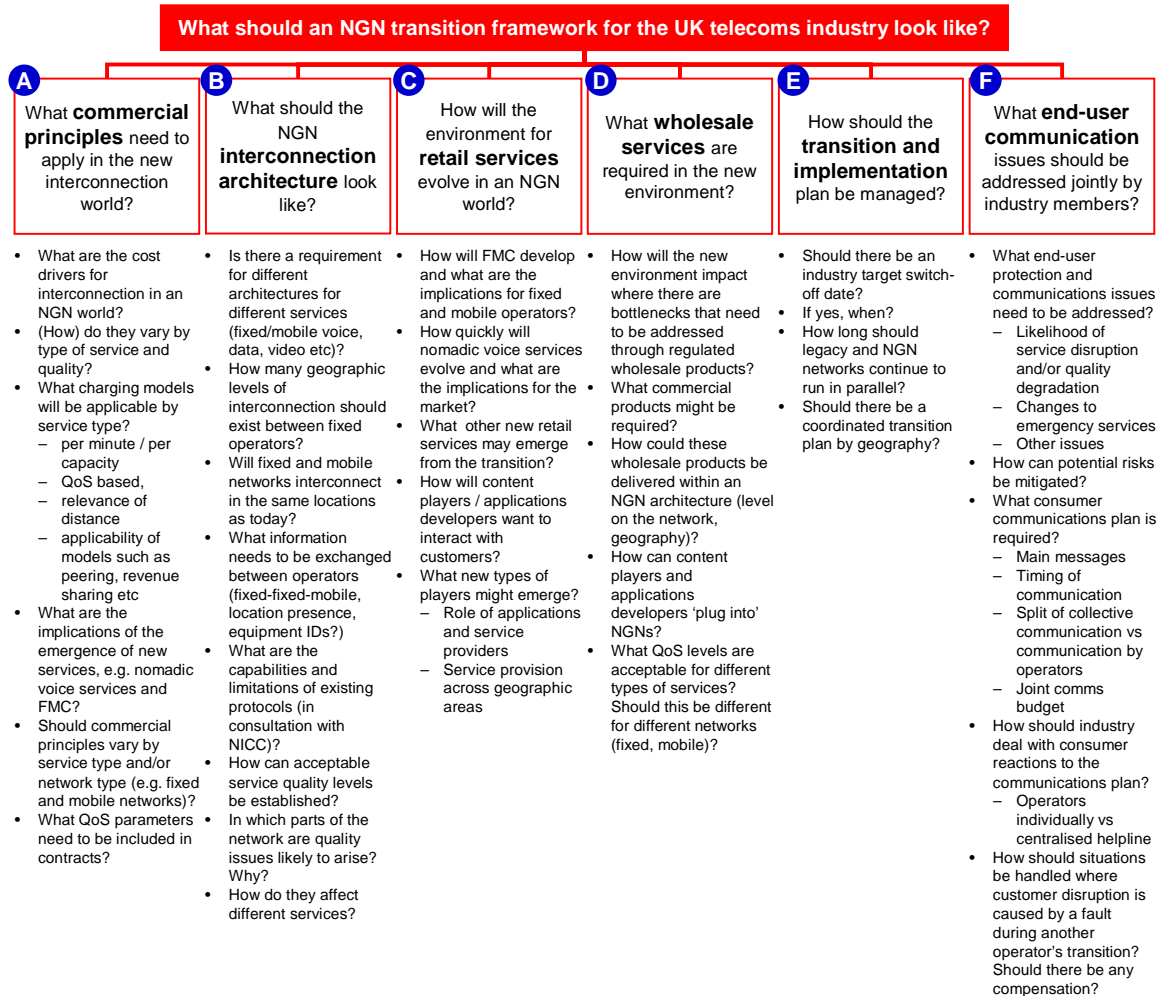 What should an NGN transition framework for the UK telecoms industry look like?
A
What commercial
principles need to
apply in the new
interconnection
world?
• What are the cost
drivers for
interconnection in an
NGN world?
• (How) do they vary by
type of service and
quality?
• What charging models
will be applicable by
service type?
– per minute / per
capacity
– QoS based,
– relevance of
distance
– applicability of
models such as
peering, revenue
sharing etc
• What are the
implications of the
emergence of new
services, e.g. nomadic
voice services and
FMC?
• Should commercial
principles vary by
service type and/or
network type (e.g. fixed
and mobile networks)?
• What QoS parameters
need to be included in
contracts?
B
What should the
NGN
interconnection
architecture look
like?
• Is there a requirement
for different
architectures for
different services
(fixed/mobile voice,
data, video etc)?
• How many geographic
levels of
interconnection should
exist between fixed
operators?
• Will fixed and mobile
networks interconnect
in the same locations
as today?
• What information
needs to be exchanged
between operators
(fixed-fixed-mobile,
location presence,
equipment IDs?)
• What are the
capabilities and
limitations of existing
protocols (in
consultation with
NICC)?
• How can acceptable
service quality levels
be established?
• In which parts of the
network are quality
issues likely to arise?
Why?
• How do they affect
different services?
C
How will the
environment for
retail services
evolve in an NGN
world?
• How will FMC develop
and what are the
implications for fixed
and mobile operators?
• How quickly will
nomadic voice services
evolve and what are
the implications for the
market?
• What other new retail
services may emerge
from the transition?
• How will content
players / applications
developers want to
interact with
customers?
• What new types of
players might emerge?
– Role of applications
and service
providers
– Service provision
across geographic
areas
D
What wholesale
services are
required in the new
environment?
• How will the new
environment impact
where there are
bottlenecks that need
to be addressed
through regulated
wholesale products?
• What commercial
products might be
required?
• How could these
wholesale products be
delivered within an
NGN architecture (level
on the network,
geography)?
• How can content
players and
applications
developers 'plug into'
NGNs?
• What QoS levels are
acceptable for different
types of services?
Should this be different
for different networks
(fixed, mobile)?
E
How should the
transition and
implementation
plan be managed?
• Should there be an
industry target switch-
off date?
• If yes, when?
• How long should
legacy and NGN
networks continue to
run in parallel?
• Should there be a
coordinated transition
plan by geography?
F
What end-user
communication
issues should be
addressed jointly by
industry members?
• What end-user
protection and
communications issues
need to be addressed?
– Likelihood of
service disruption
and/or quality
degradation
– Changes to
emergency services
– Other issues
• How can potential risks
be mitigated?
• What consumer
communications plan is
required?
– Main messages
– Timing of
communication
– Split of collective
communication vs
communication by
operators
– Joint comms
budget
• How should industry
deal with consumer
reactions to the
communications plan?
– Operators
individually vs
centralised helpline
• How should situations
be handled where
customer disruption is
caused by a fault
during another
operator's transition?
Should there be any
compensation?